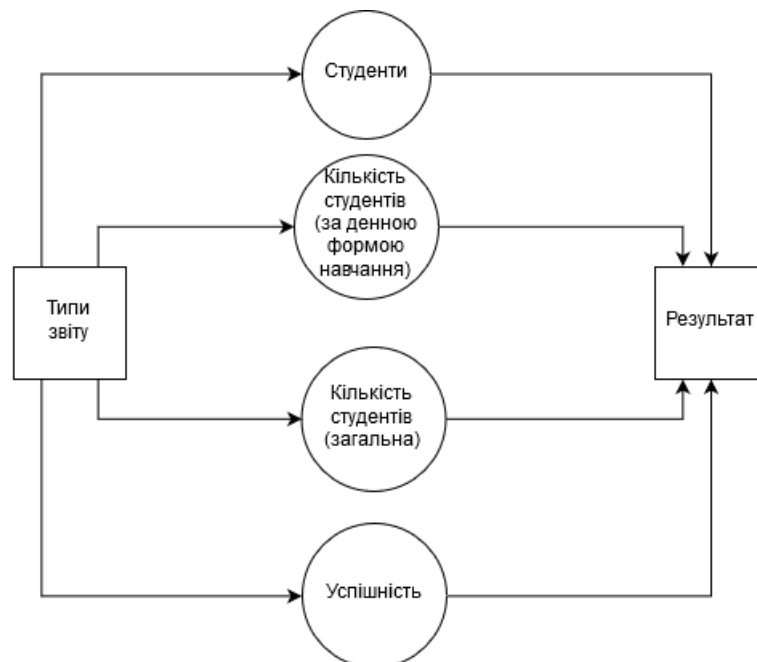 Студенти
Кількість
студентів
(за денною
формою
навчання)
Типи
звіту
Результат
Кількість
студентів
(загальна)
Успішність